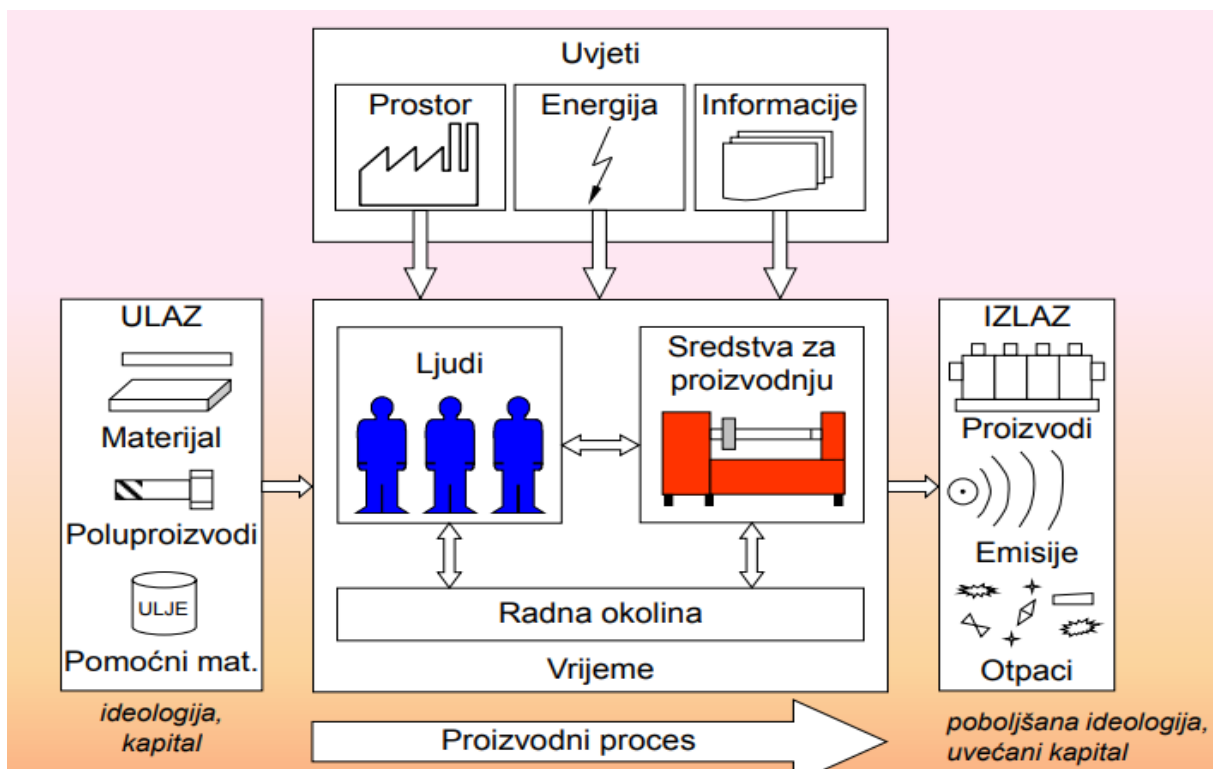 Uvjeti
Prostor
Energija
Informacije
ULAZ
Materijal
Poluproizvodi
ULJE
Pomoćni mat.
ideologija,
kapital
Ljudi
Sredstva za
proizvodnju
Radna okolina
Vrijeme
Proizvodni proces
IZLAZ
Proizvodi
Emisije
Otpaci
poboljšana ideologija,
uvećani kapital